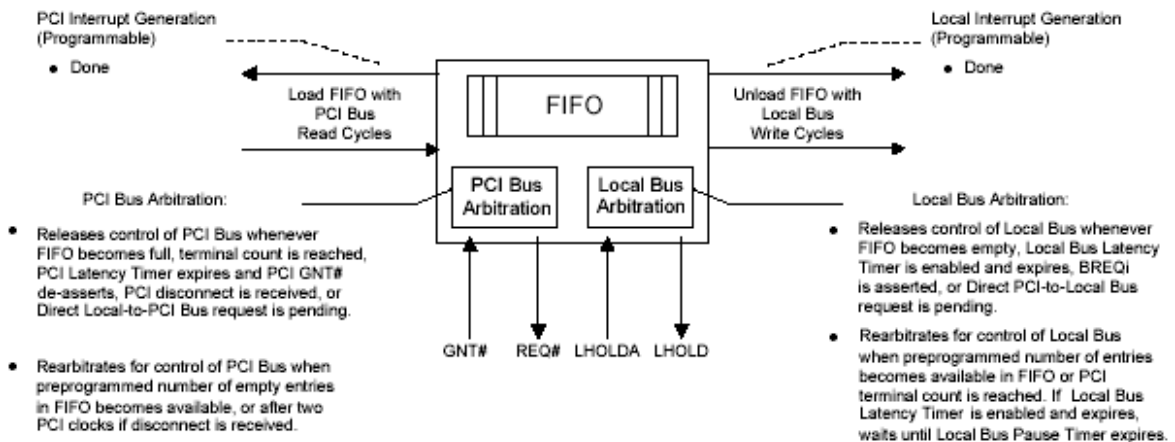 PCI Interrupt Generation
(Programmable)
• Done
Local Interrupt Generation
(Programmable)
• Done
Load FIFO with
PCI Bus
Read Cycles
FIFO
Unload FIFO with
Local Bus
Write Cycles
PCI Bus
Arbitration
Local Bus
Arbitration
PCI Bus Arbitration:
• Releases control of PCI Bus whenever
FIFO becomes full, terminal count is reached,
PCI Latency Timer expires and PCI GNT#
de-asserts, PCI disconnect is received, or
Direct Local-to-PCI Bus request is pending.
• Rearbitrates for control of PCI Bus when
preprogrammed number of empty entries
in FIFO becomes available, or after two
PCI clocks if disconnect is received.
GNT#
REQ#
LHOLDA
LHOLD
Local Bus Arbitration:
• Releases control of Local Bus whenever
FIFO becomes empty, Local Bus Latency
Timer is enabled and expires, BREQi
is asserted, or Direct PCI-to-Local Bus
request is pending.
• Rearbitrates for control of Local Bus
when preprogrammed number of entries
becomes available in FIFO or PCI
terminal count is reached. If Local Bus
Latency Timer is enabled and expires,
waits until Local Bus Pause Timer expires.